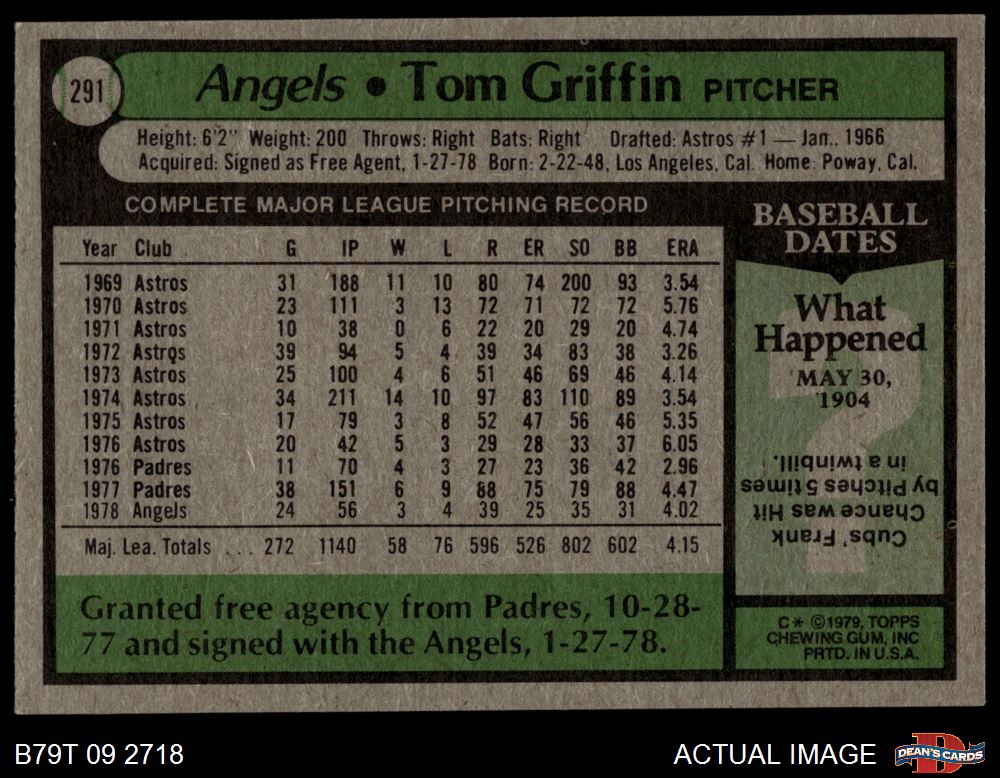 291
Angels • Tom Griffin PITCHER
Height: 6'2" Weight: 200 Throws: Right Bats: Right Drafted: Astros #1 — Jan., 1966
Acquired: Signed as Free Agent, 1-27-78 Born: 2-22-48, Los Angeles, Cal. Home: Poway, Cal.
COMPLETE MAJOR LEAGUE PITCHING RECORD
Year Club G IP W L R ER SO BB ERA
1969 Astros 31 188 11 10 80 74 200 93 3.54
1970 Astros 23 111 3 13 72 71 72 72 5.76
1971 Astros 10 38 0 6 22 20 29 20 4.74
1972 Astros 39 94 5 4 39 34 83 38 3.26
1973 Astros 25 100 4 6 51 46 69 46 4.14
1974 Astros 34 211 14 10 97 83 110 89 3.54
1975 Astros 17 79 3 8 52 47 56 46 5.35
1976 Astros 20 42 5 3 29 28 33 37 6.05
1976 Padres 11 70 4 3 27 23 36 42 2.96
1977 Padres 38 151 6 9 88 75 79 88 4.47
1978 Angels 24 56 3 4 39 25 35 31 4.02
Maj. Lea. Totals . . . 272 1140 58 76 596 526 802 602 4.15
Granted free agency from Padres, 10-28-
77 and signed with the Angels, 1-27-78.
BASEBALL
DATES
What
Happened
MAY 30,
1904
Cubs' Frank
Chance was Hit
by Pitches 5 times
in a twinbill.
C* ©1979, TOPPS
CHEWING GUM, INC
PRTD. IN U.S.A.
B79T 09 2718
ACTUAL IMAGE
DEAN'S CARDS